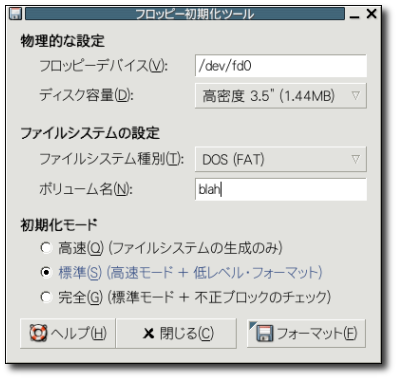 フロッピー初期化ツール
物理的な設定
フロッピーデバイス(V): /dev/fd0
ディスク容量(D): 高密度 3.5" (1.44MB)
ファイルシステムの設定
ファイルシステム種別(T): DOS (FAT)
ボリューム名(N): blah
初期化モード
高速(Q) (ファイルシステムの生成のみ)
標準(S) (高速モード + 低レベル・フォーマット)
完全(G) (標準モード + 不正ブロックのチェック)
ヘルプ(H) 閉じる(C) フォーマット(F)